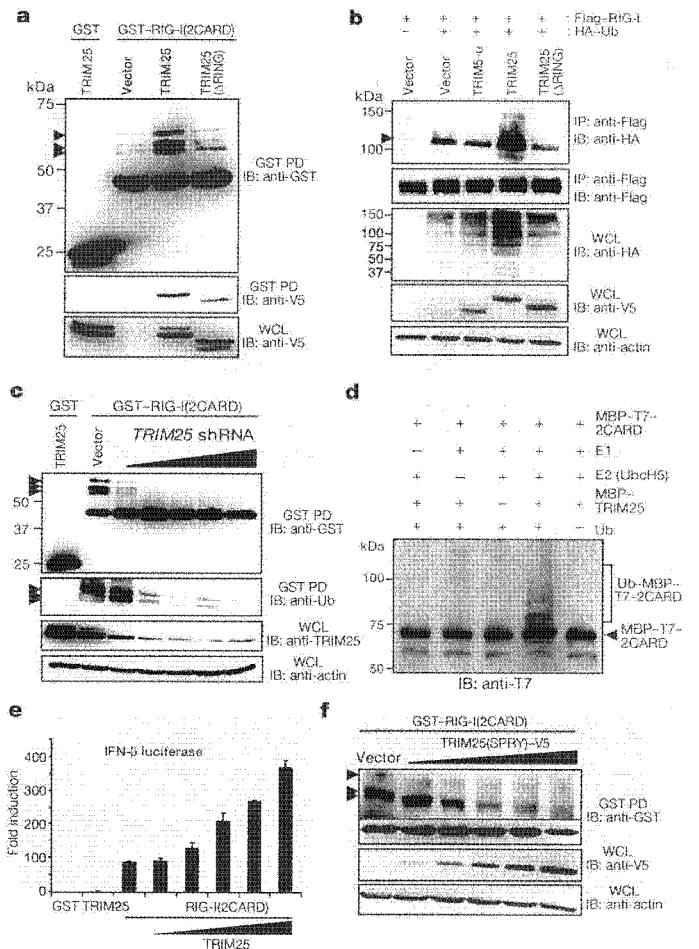 a
GST GST–RIG-I(2CARD)
TRIM25
Vector
TRIM25
TRIM25 (ΔRING)
kDa
75
50
37
25
GST PD
IB: anti-GST
GST PD
IB: anti-V5
WCL
IB: anti-V5
b
+ + + + + : Flag–RIG-I
– + + + + : HA–Ub
Vector
Vector
TRIM5-α
TRIM25
TRIM25 (ΔRING)
kDa
150
100
IP: anti-Flag
IB: anti-HA
IP: anti-Flag
IB: anti-Flag
150
100
75
50
37
WCL
IB: anti-HA
WCL
IB: anti-V5
WCL
IB: anti-actin
c
GST GST–RIG-I(2CARD)
TRIM25
Vector
TRIM25 shRNA
50
37
25
GST PD
IB: anti-GST
GST PD
IB: anti-Ub
WCL
IB: anti-TRIM25
WCL
IB: anti-actin
d
+ + + + + MBP–T7–2CARD
– + + + + E1
+ – + + + E2 (UbcH5)
+ + – + + MBP–TRIM25
+ + + + – Ub
kDa
100
75
50
Ub-MBP–T7–2CARD
MBP–T7–2CARD
IB: anti-T7
e
IFN-β luciferase
Fold induction
400
300
200
100
0
GST TRIM25 RIG-I(2CARD)
TRIM25
f
GST–RIG-I(2CARD)
TRIM25(SPRY)–V5
Vector
GST PD
IB: anti-GST
WCL
IB: anti-V5
WCL
IB: anti-actin